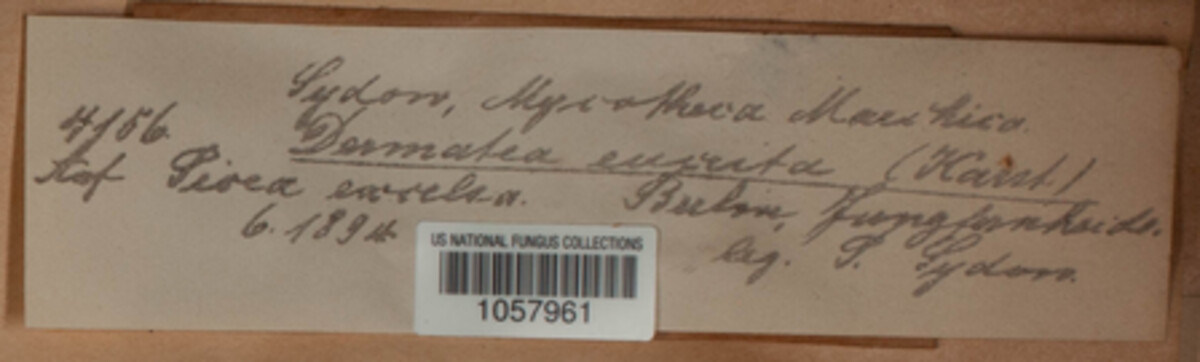 Sydow, Mycotheca Marchica.
4156. Dermatea eucrita (Karst.)
Auf Picea excelsa. Berlin, Jungfernheide.
6.1894 leg. P. Sydow.
US NATIONAL FUNGUS COLLECTIONS
1057961